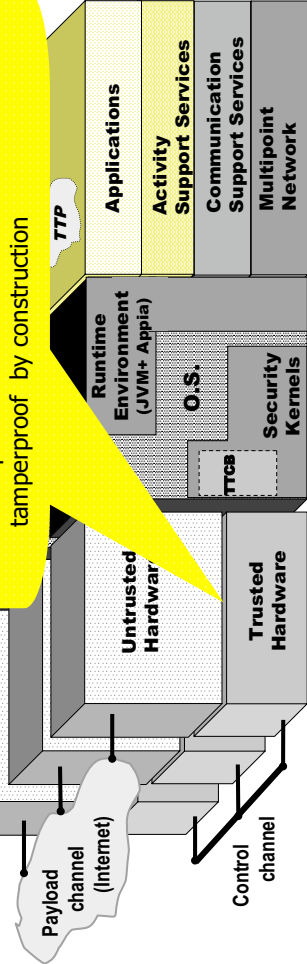 tamperproof by construction
TTP
Applications
Activity
Support Services
Communication
Support Services
Multipoint
Network
Runtime
Environment
(JVM+ Appia)
O.S.
Security
Kernels
TTCB
Untrusted
Hardware
Trusted
Hardware
Payload
channel
(Internet)
Control
channel